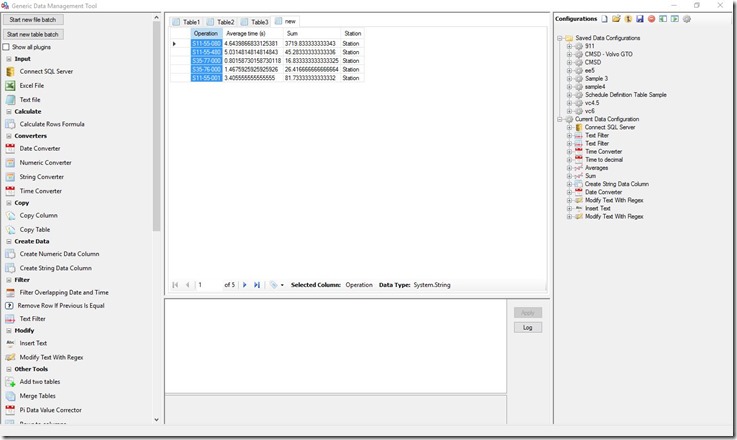 Generic Data Management Tool
Start new file batch
Start new table batch
Show all plugins
Input
Connect SQL Server
Excel File
Text file
Calculate
Calculate Rows Formula
Converters
Date Converter
Numeric Converter
String Converter
Time Converter
Copy
Copy Column
Copy Table
Create Data
Create Numeric Data Column
Create String Data Column
Filter
Filter Overlapping Date and Time
Remove Row If Previous Is Equal
Text Filter
Modify
Insert Text
Modify Text With Regex
Other Tools
Add two tables
Merge Tables
Pi Data Value Corrector
Rows to columns
Table1 Table2 Table3 new
Operation Average time (s) Sum Station
S11-55-080 4.6439866833125381 3719.833333333343 Station
S11-55-480 5.0314814814814843 45.2833333333336 Station
S35-77-000 0.80158730158730118 16.8333333333333325 Station
S35-76-000 1.4675925925925926 26.4166666666666664 Station
S11-55-001 3.405555555555555 81.7333333333332 Station
1 of 5 Selected Column: Operation Data Type: System.String
Apply
Log
Configurations
Saved Data Configurations
911
CMSD - Volvo GTO
CMSD
ee5
Sample 3
sample4
Schedule Definition Table Sample
vc4.5
vc6
Current Data Configuration
Connect SQL Server
Text Filter
Text Filter
Time Converter
Time to decimal
Averages
Sum
Create String Data Column
Date Converter
Modify Text With Regex
Insert Text
Modify Text With Regex